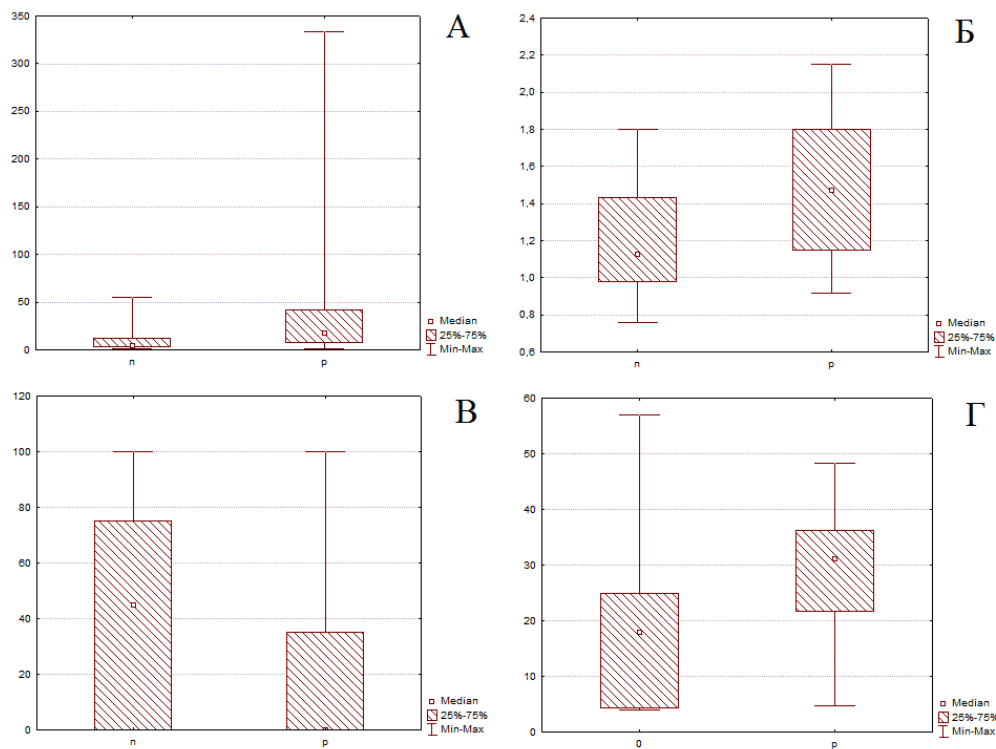 А
350
300
250
200
150
100
50
0
n
p
Median
25%-75%
Min-Max
Б
2,4
2,2
2,0
1,8
1,6
1,4
1,2
1,0
0,8
0,6
n
p
Median
25%-75%
Min-Max
В
120
100
80
60
40
20
0
n
p
Median
25%-75%
Min-Max
Г
60
50
40
30
20
10
0
0
p
Median
25%-75%
Min-Max